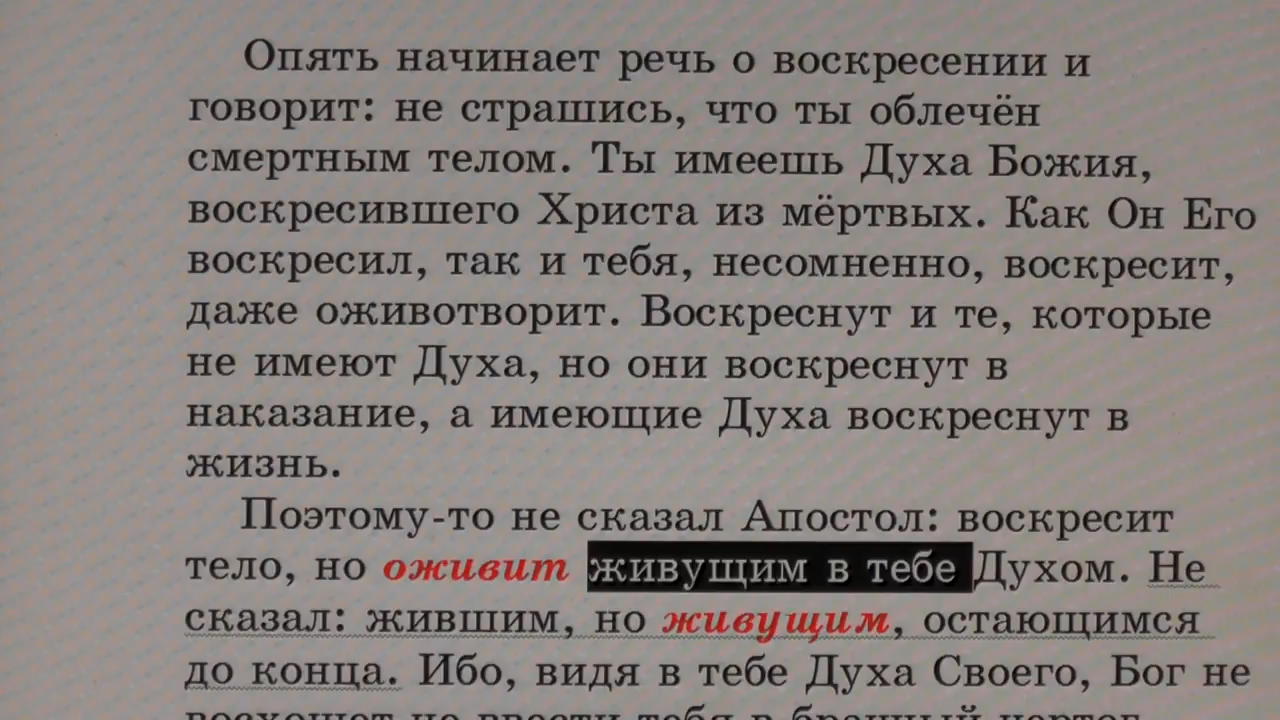 Опять начинает речь о воскресении и
говорит: не страшись, что ты облечён
смертным телом. Ты имеешь Духа Божия,
воскресившего Христа из мёртвых. Как Он Его
воскресил, так и тебя, несомненно, воскресит,
даже оживотворит. Воскреснут и те, которые
не имеют Духа, но они воскреснут в
наказание, а имеющие Духа воскреснут в
жизнь.
Поэтому-то не сказал Апостол: воскресит
тело, но оживит живущим в тебе Духом. Не
сказал: жившим, но живущим, остающимся
до конца. Ибо, видя в тебе Духа Своего, Бог не